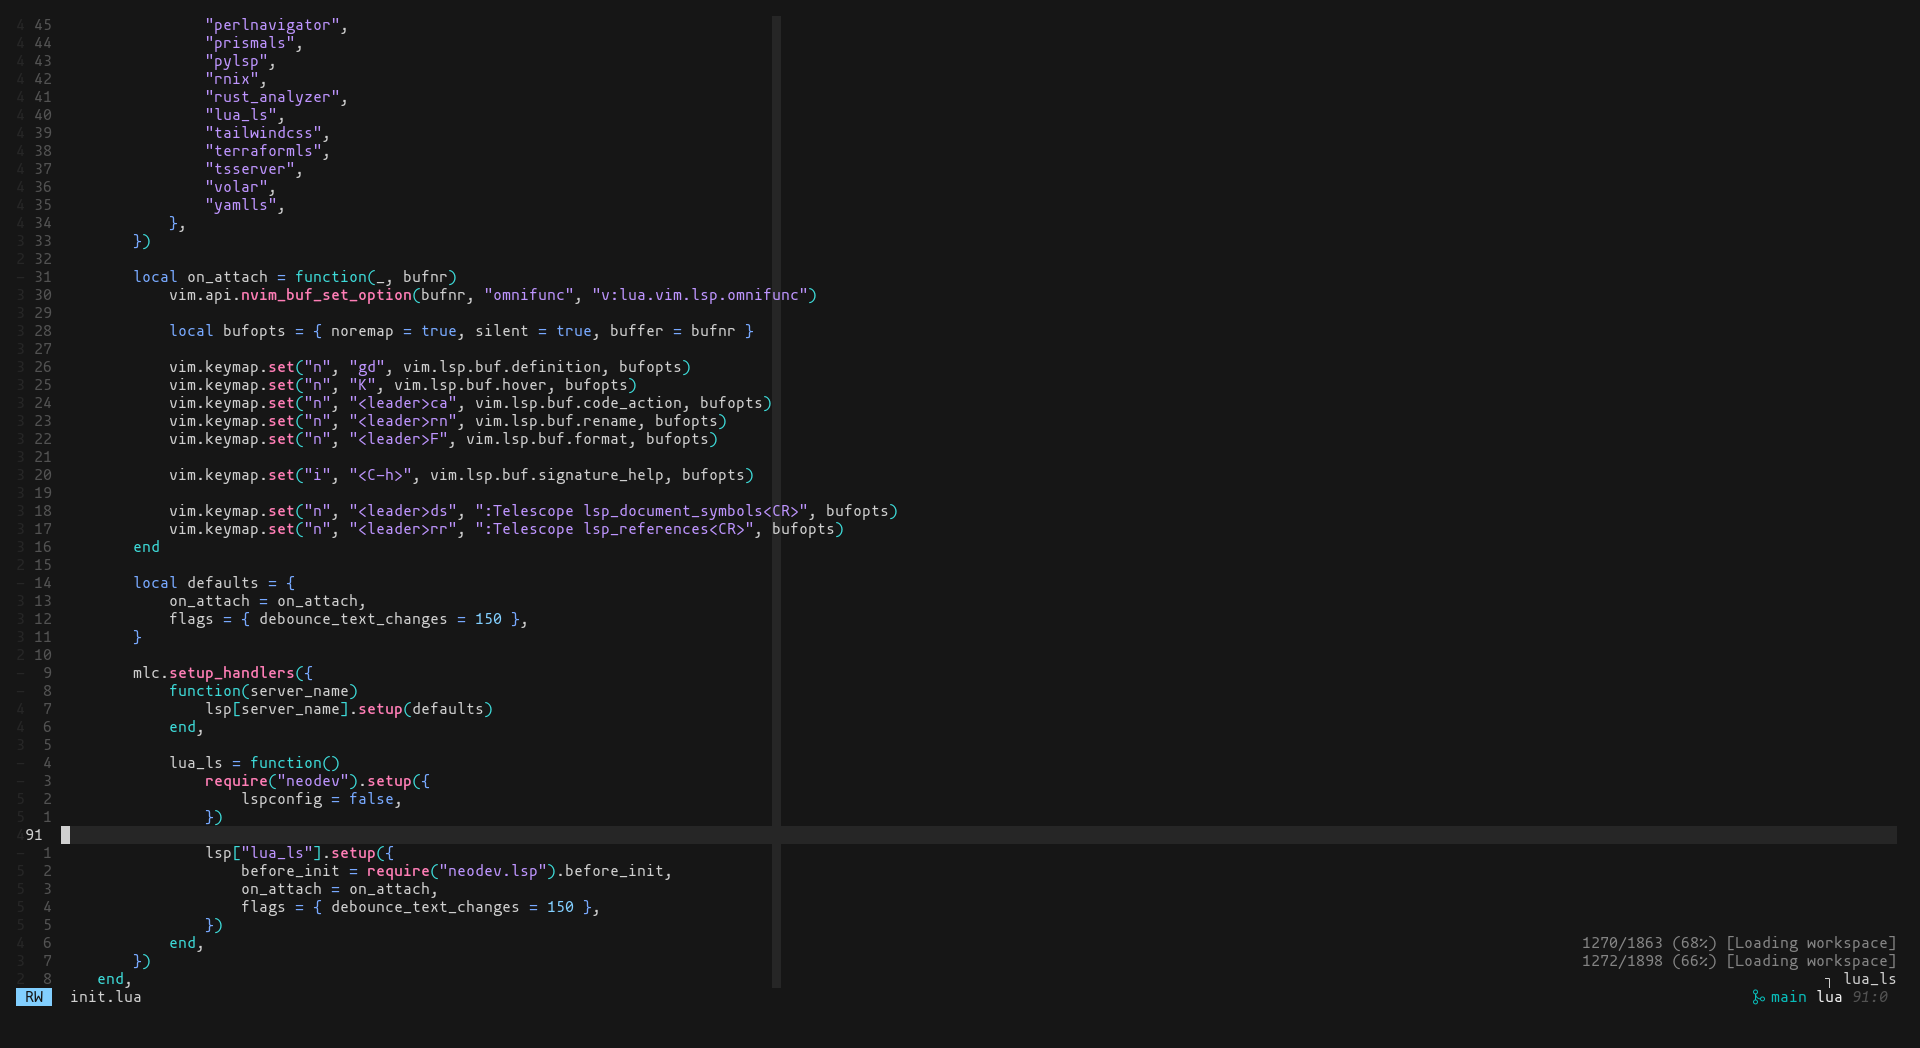 4 45                 "perlnavigator",
4 44                 "prismals",
4 43                 "pylsp",
4 42                 "rnix",
4 41                 "rust_analyzer",
4 40                 "lua_ls",
4 39                 "tailwindcss",
4 38                 "terraformls",
4 37                 "tsserver",
4 36                 "volar",
4 35                 "yamlls",
4 34             },
3 33         })
2 32
- 31         local on_attach = function(_, bufnr)
3 30             vim.api.nvim_buf_set_option(bufnr, "omnifunc", "v:lua.vim.lsp.omnifunc")
3 29
3 28             local bufopts = { noremap = true, silent = true, buffer = bufnr }
3 27
3 26             vim.keymap.set("n", "gd", vim.lsp.buf.definition, bufopts)
3 25             vim.keymap.set("n", "K", vim.lsp.buf.hover, bufopts)
3 24             vim.keymap.set("n", "<leader>ca", vim.lsp.buf.code_action, bufopts)
3 23             vim.keymap.set("n", "<leader>rn", vim.lsp.buf.rename, bufopts)
3 22             vim.keymap.set("n", "<leader>F", vim.lsp.buf.format, bufopts)
3 21
3 20             vim.keymap.set("i", "<C-h>", vim.lsp.buf.signature_help, bufopts)
3 19
3 18             vim.keymap.set("n", "<leader>ds", ":Telescope lsp_document_symbols<CR>", bufopts)
3 17             vim.keymap.set("n", "<leader>rr", ":Telescope lsp_references<CR>", bufopts)
3 16         end
2 15
- 14         local defaults = {
3 13             on_attach = on_attach,
3 12             flags = { debounce_text_changes = 150 },
3 11         }
2 10
-  9         mlc.setup_handlers({
-  8             function(server_name)
4  7                 lsp[server_name].setup(defaults)
4  6             end,
3  5
-  4             lua_ls = function()
-  3                 require("neodev").setup({
5  2                     lspconfig = false,
5  1                 })
491
-  1                 lsp["lua_ls"].setup({
5  2                     before_init = require("neodev.lsp").before_init,
5  3                     on_attach = on_attach,
5  4                     flags = { debounce_text_changes = 150 },
5  5                 })
4  6             end, 1270/1863 (68%) [Loading workspace]
3  7         }) 1272/1898 (66%) [Loading workspace]
2  8     end, ┐ lua_ls
RW  init.lua main lua 91:0